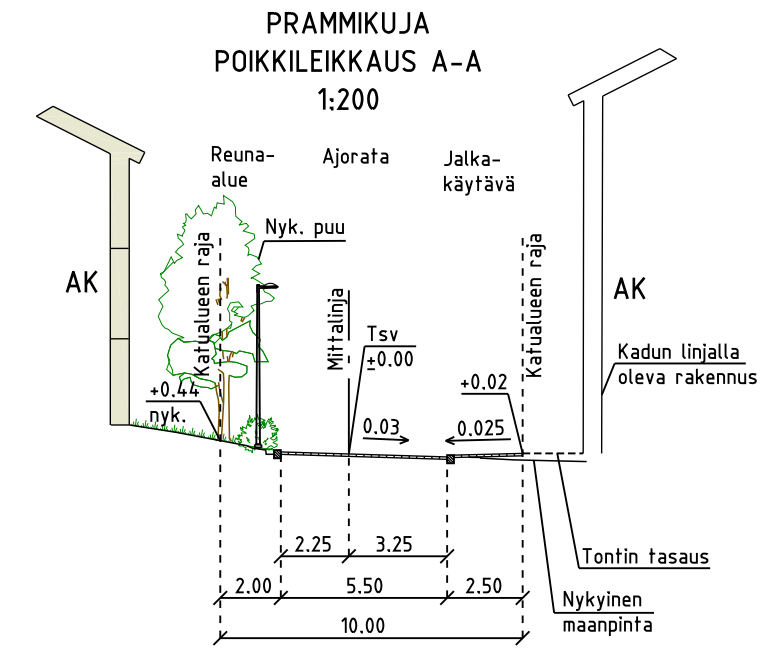 PRAMMIKUJA
POIKKILEIKKAUS A-A
1:200
Reuna-
alue
Ajorata
Jalka-
käytävä
Nyk. puu
Katualueen raja
Mittalinja
Katualueen raja
AK
AK
Tsv
±0.00
Kadun linjalla
oleva rakennus
+0.44
nyk.
+0.02
0.03
0.025
2.25
3.25
Tontin tasaus
2.00
5.50
2.50
Nykyinen
maanpinta
10.00